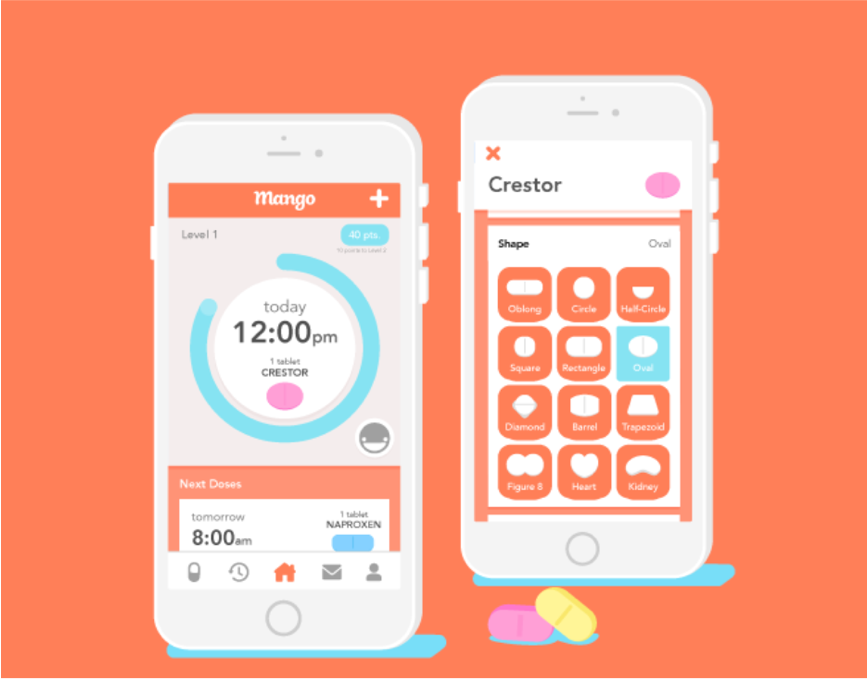 Mango
Level 1
40 pts.
today
12:00pm
1 tablet
CRESTOR
Next Doses
tomorrow
8:00am
1 tablet
NAPROXEN
Crestor
Shape Oval
Oblong Circle Half-Circle
Square Rectangle Oval
Diamond Barrel Trapezoid
Figure 8 Heart Kidney